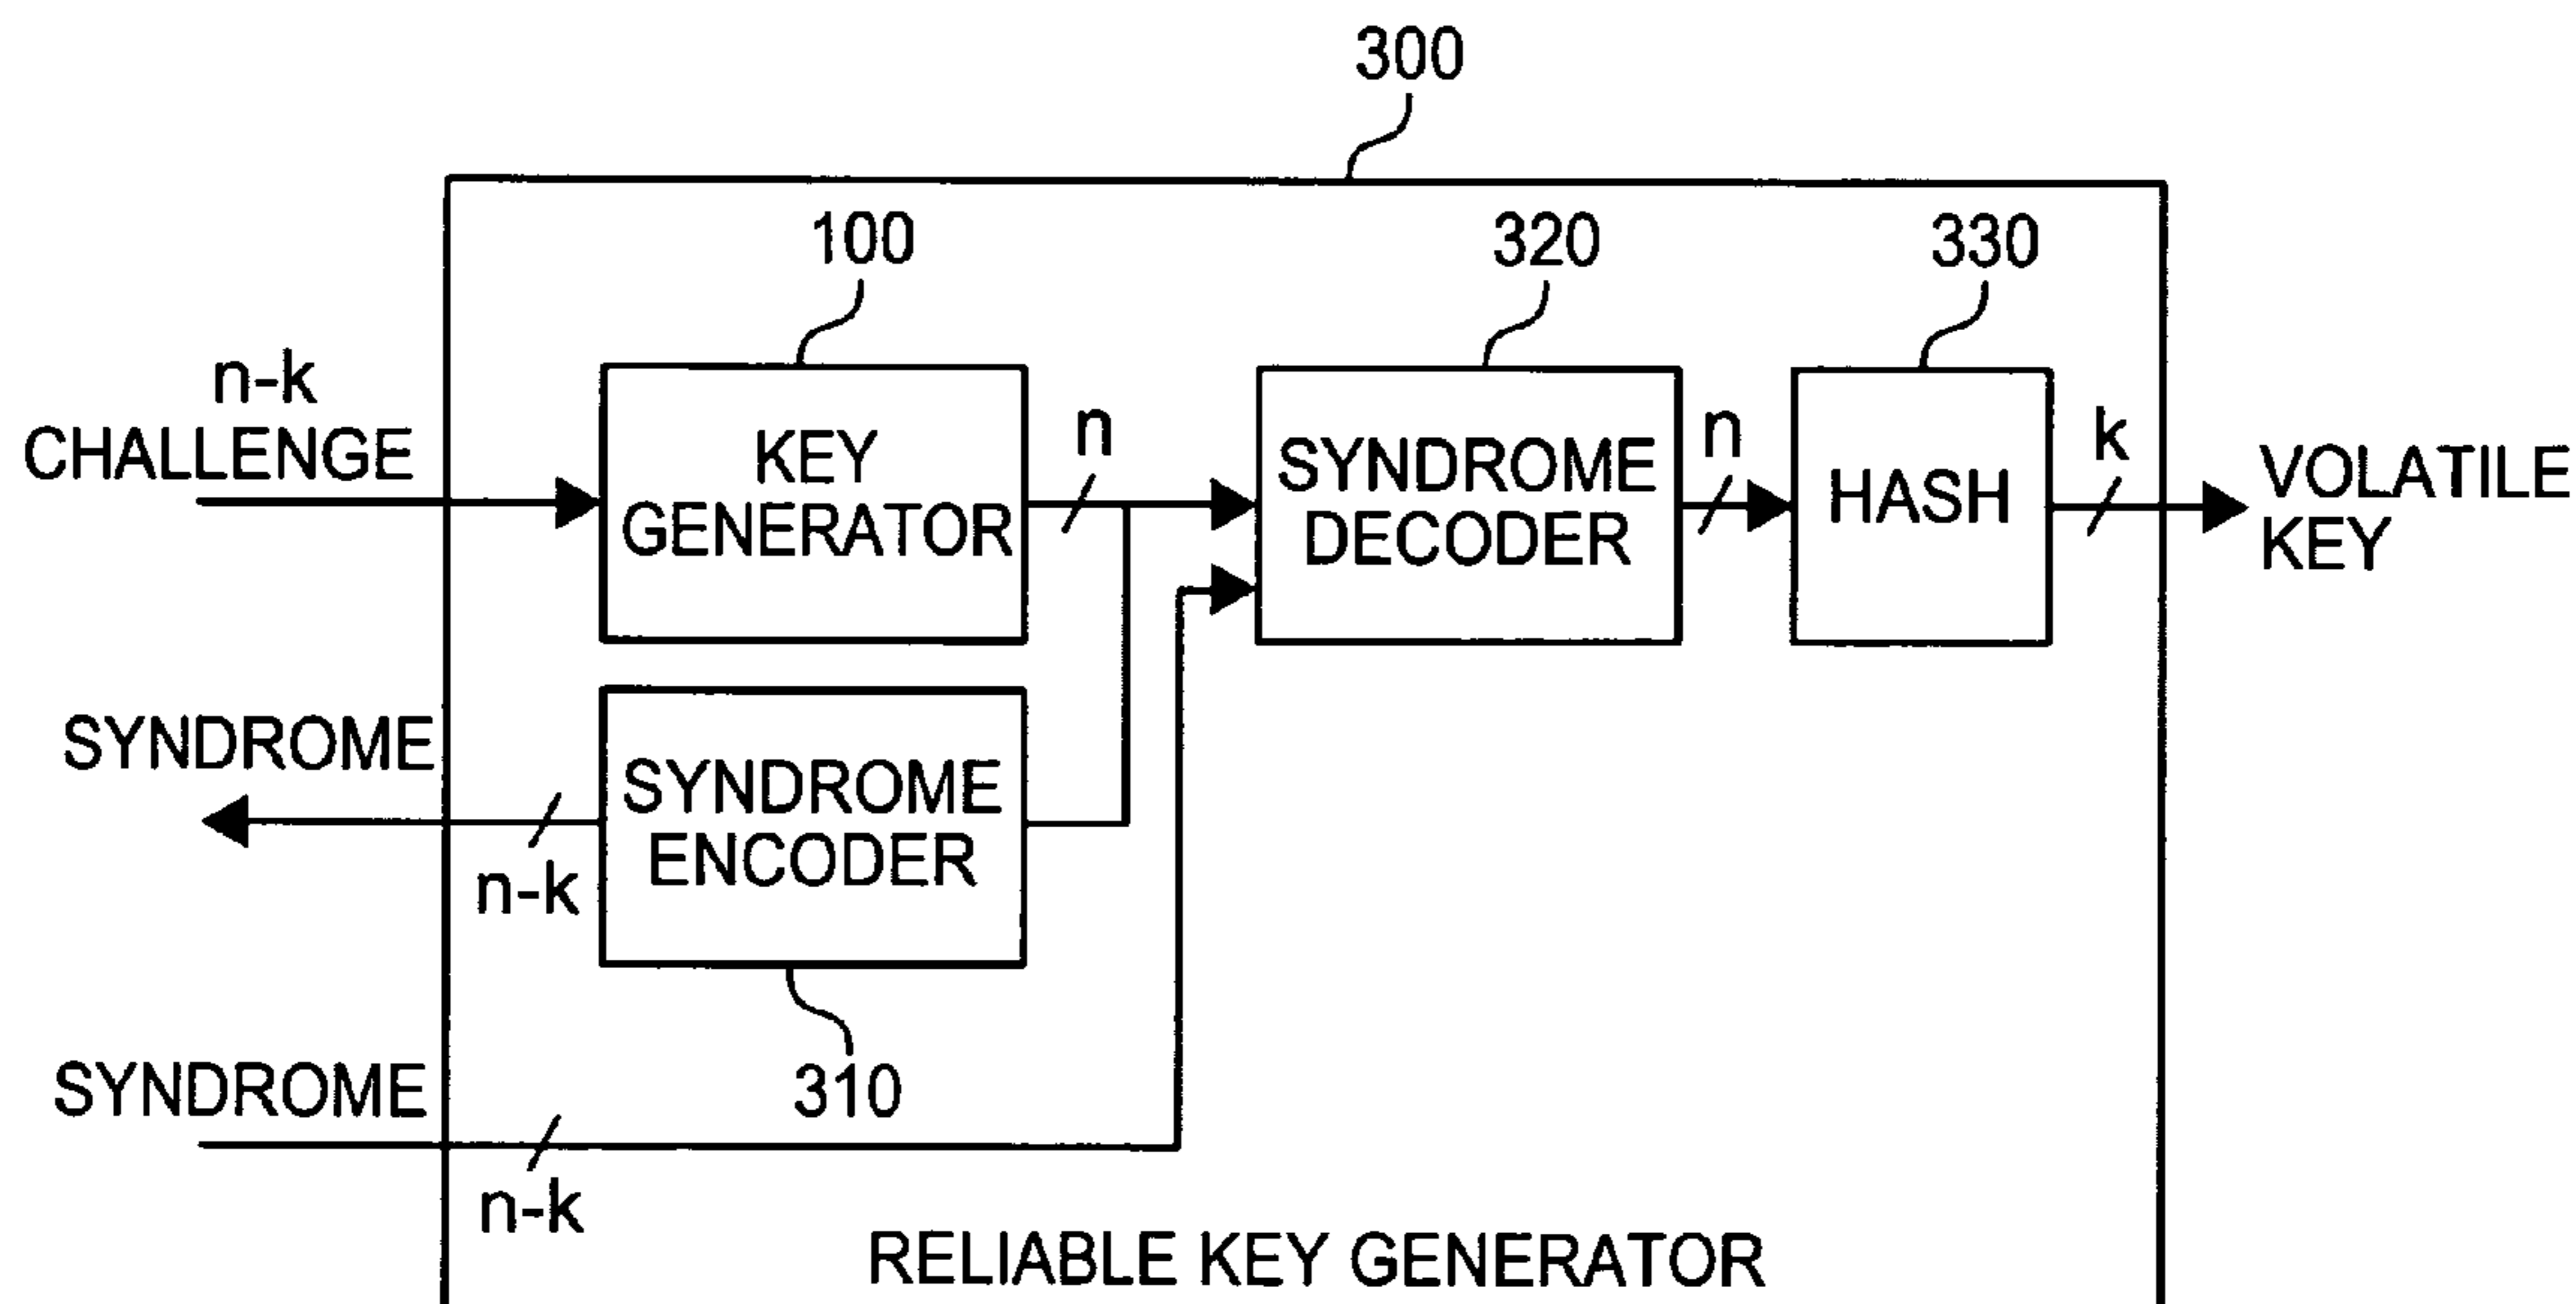 300
100
320
330
n-k
CHALLENGE
KEY
GENERATOR
n
SYNDROME
DECODER
n
HASH
k
VOLATILE
KEY
SYNDROME
n-k
SYNDROME
ENCODER
310
SYNDROME
n-k
RELIABLE KEY GENERATOR